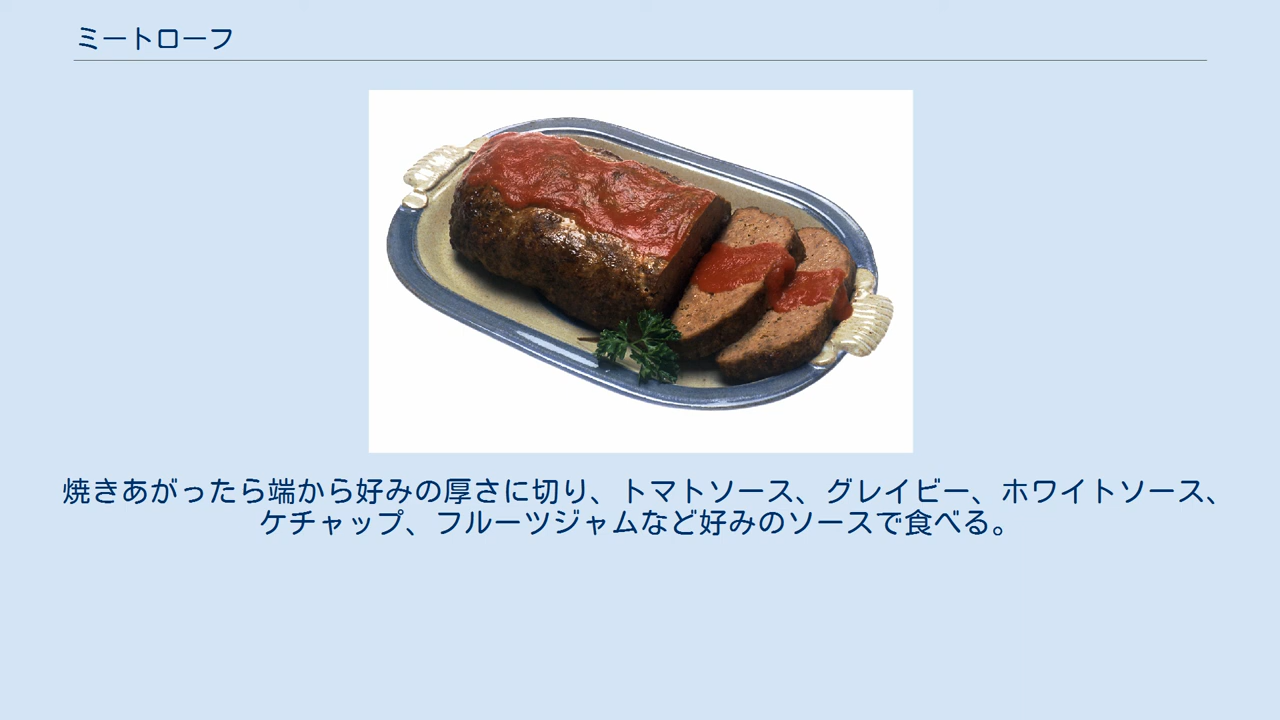 ミートローフ
焼きあがったら端から好みの厚さに切り、トマトソース、グレイビー、ホワイトソース、
ケチャップ、フルーツジャムなど好みのソースで食べる。